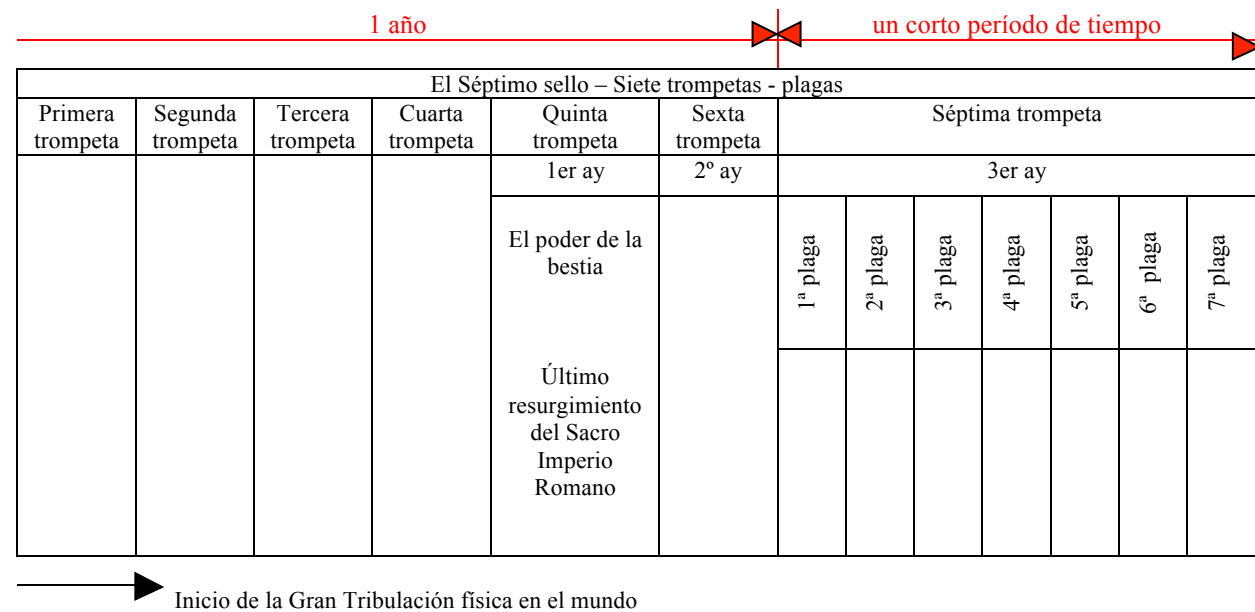 1 año
un corto período de tiempo
El Séptimo sello – Siete trompetas - plagas
Primera
trompeta
Segunda
trompeta
Tercera
trompeta
Cuarta
trompeta
Quinta
trompeta
Sexta
trompeta
Séptima trompeta
1er ay
2º ay
3er ay
El poder de la
bestia
Último
resurgimiento
del Sacro
Imperio
Romano
1ª plaga
2ª plaga
3ª plaga
4ª plaga
5ª plaga
6ª plaga
7ª plaga
Inicio de la Gran Tribulación física en el mundo